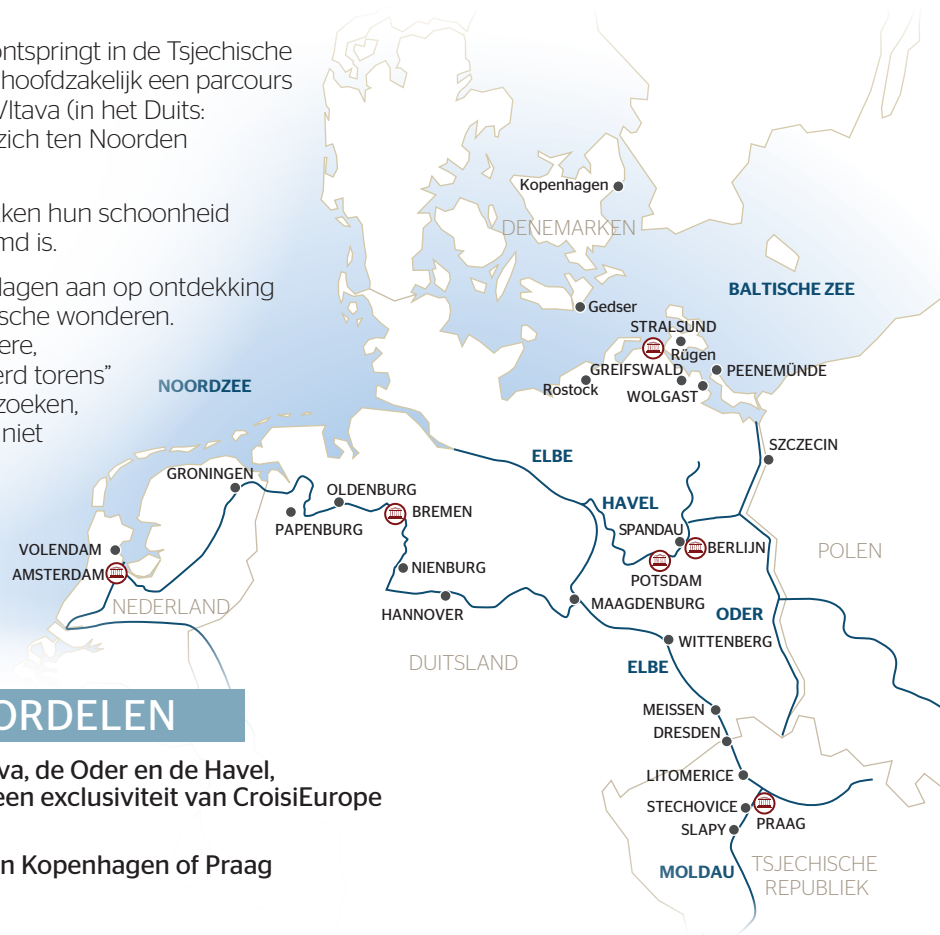 ontspringt in de Tsjechische
hoofdzakelijk een parcours
Vltava (in het Duits:
zich ten Noorden
ken hun schoonheid
md is.
lagen aan op ontdekking
ische wonderen.
ere,
erd torens”
zoeken,
niet
NOORDZEE
Kopenhagen
DENEMARKEN
BALTISCHE ZEE
Gedser
STRALSUND
Rügen
GREIFSWALD
PEENEMÜNDE
Rostock
WOLGAST
SZCZECIN
ELBE
GRONINGEN
OLDENBURG
HAVEL
BREMEN
PAPENBURG
SPANDAU
BERLIJN
POLEN
VOLENDAM
AMSTERDAM
NIENBURG
POTSDAM
NEDERLAND
HANNOVER
MAAGDENBURG
ODER
WITTENBERG
DUITSLAND
ELBE
MEISSEN
DRESDEN
LITOMERICE
STECHOVICE
PRAAG
SLAPY
MOLDAU
TSJECHISCHE
REPUBLIEK
ORDELEN
va, de Oder en de Havel,
een exclusiviteit van CroisiEurope
n Kopenhagen of Praag